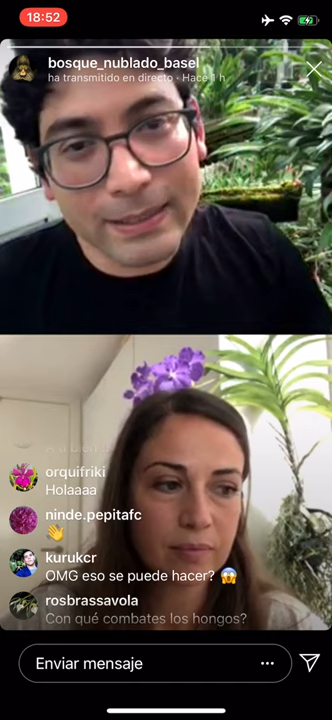 18:52
bosque_nublado_basel
ha transmitido en directo · Hace 1 h
orquifriki
Holaaaa
ninde.pepitafc
👋
kurukcr
OMG eso se puede hacer? 😱
rosbrassavola
Con qué combates los hongos?
Enviar mensaje